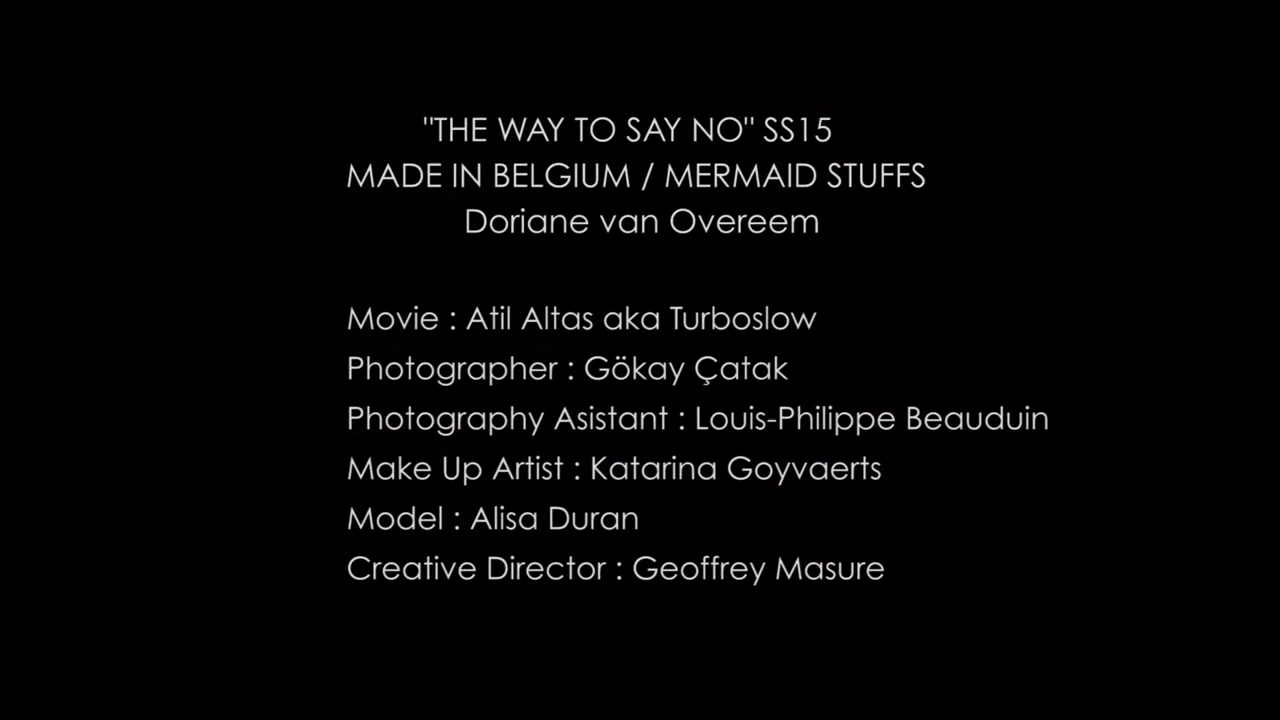 "THE WAY TO SAY NO" SS15
MADE IN BELGIUM / MERMAID STUFFS
Doriane van Overeem
Movie : Atil Altas aka Turboslow
Photographer : Gökay Çatak
Photography Asistant : Louis-Philippe Beauduin
Make Up Artist : Katarina Goyvaerts
Model : Alisa Duran
Creative Director : Geoffrey Masure